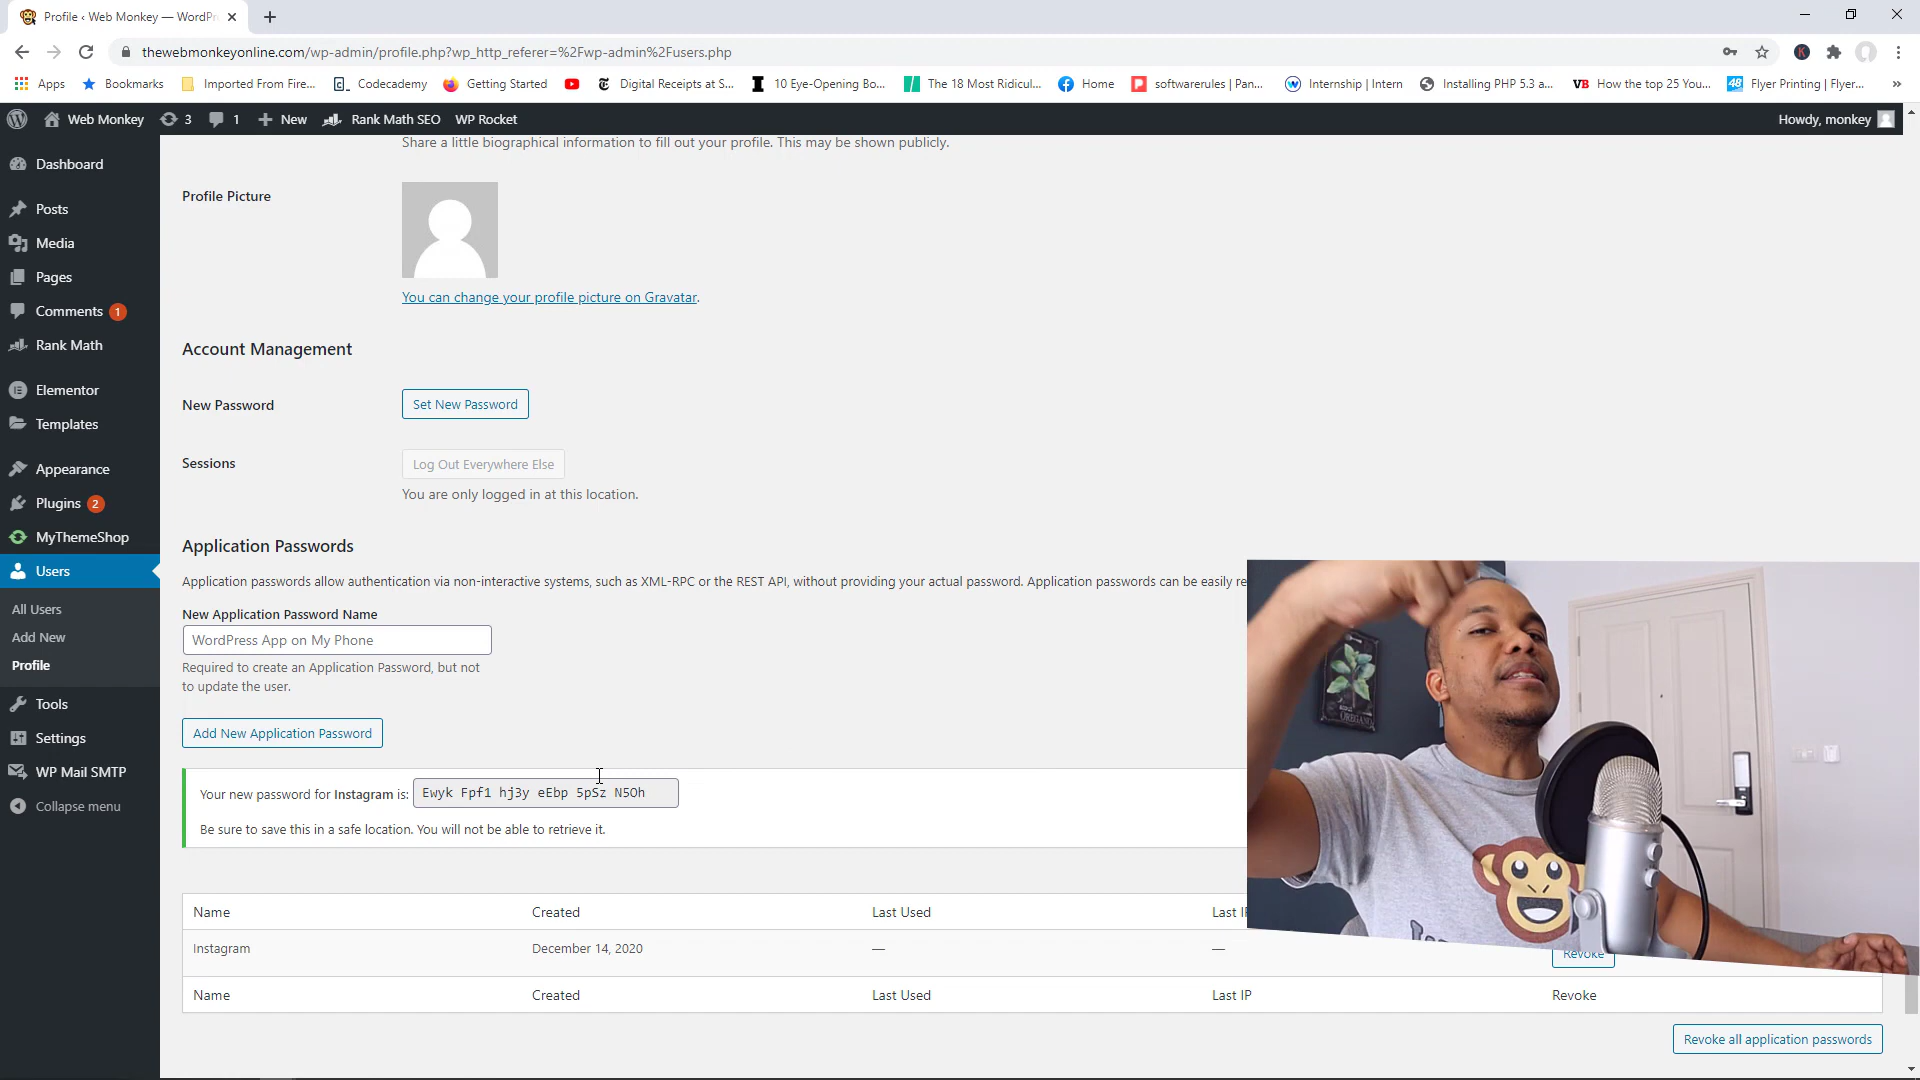 Profile ‹ Web Monkey — WordPr
thewebmonkeyonline.com/wp-admin/profile.php?wp_http_referer=%2Fwp-admin%2Fusers.php
Apps Bookmarks Imported From Fire... Codecademy Getting Started Digital Receipts at S... 10 Eye-Opening Bo... The 18 Most Ridicul... Home softwarerules | Pan... Internship | Intern Installing PHP 5.3 a... VB How the top 25 You... Flyer Printing | Flyer... »
Web Monkey 3 1 New Rank Math SEO WP Rocket Howdy, monkey
Dashboard
Posts
Media
Pages
Comments 1
Rank Math
Elementor
Templates
Appearance
Plugins 2
MyThemeShop
Users
All Users
Add New
Profile
Tools
Settings
WP Mail SMTP
Collapse menu
Share a little biographical information to fill out your profile. This may be shown publicly.
Profile Picture
You can change your profile picture on Gravatar.
Account Management
New Password Set New Password
Sessions Log Out Everywhere Else
You are only logged in at this location.
Application Passwords
Application passwords allow authentication via non-interactive systems, such as XML-RPC or the REST API, without providing your actual password. Application passwords can be easily re
New Application Password Name
WordPress App on My Phone
Required to create an Application Password, but not
to update the user.
Add New Application Password
Your new password for Instagram is: Ewyk Fpf1 hj3y eEbp 5pSz N5Oh
Be sure to save this in a safe location. You will not be able to retrieve it.
Name Created Last Used Last IP
Instagram December 14, 2020 — — Revoke
Name Created Last Used Last IP Revoke
Revoke all application passwords
OREGANO